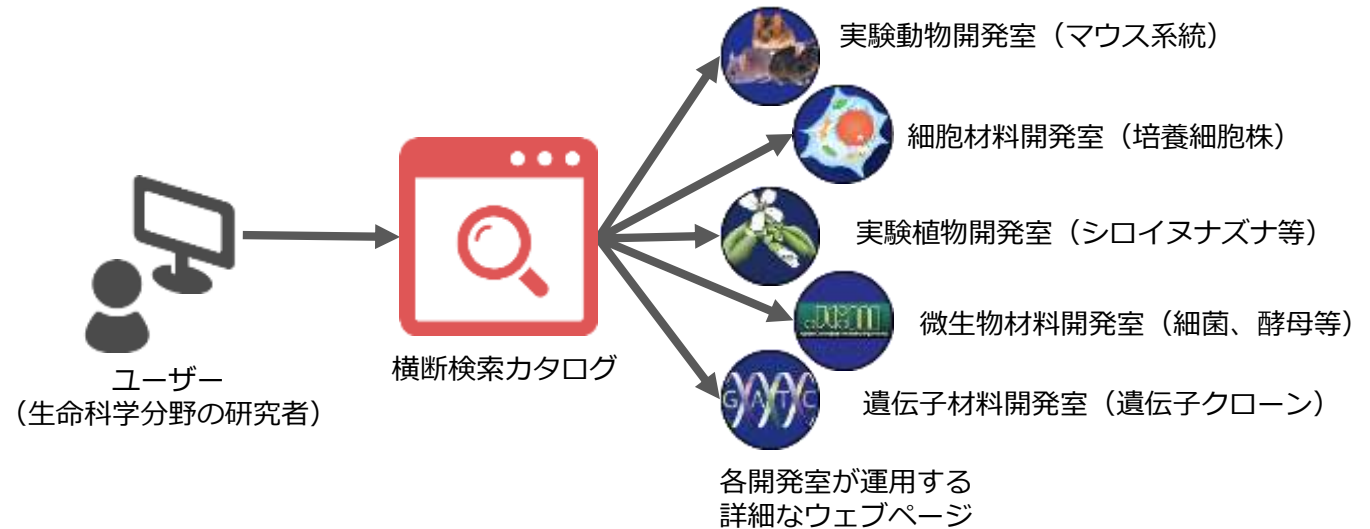 実験動物開発室（マウス系統）
細胞材料開発室（培養細胞株）
実験植物開発室（シロイヌナズナ等）
微生物材料開発室（細菌、酵母等）
遺伝子材料開発室（遺伝子クローン）
GATC
横断検索カタログ
ユーザー
（生命科学分野の研究者）
各開発室が運用する
詳細なウェブページ